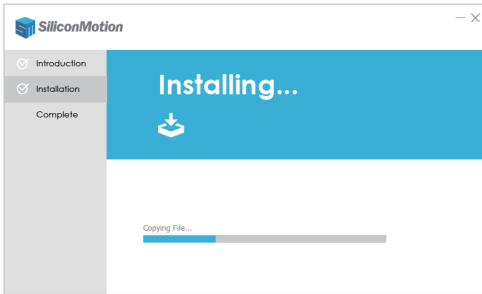 SiliconMotion
Introduction
Installation
Complete
Installing...
Copying File...